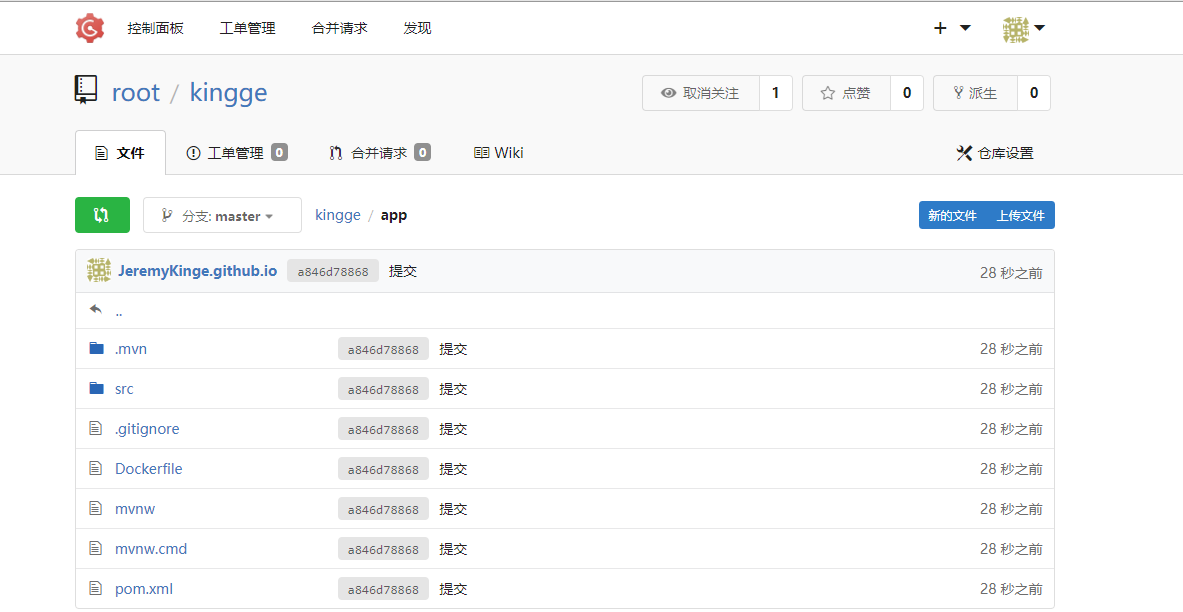 控制面板 工单管理 合并请求 发现
root / kingge 取消关注 1 点赞 0 派生 0
文件 工单管理 0 合并请求 0 Wiki 仓库设置
分支: master kingge / app 新的文件 上传文件
JeremyKinge.github.io a846d78868 提交 28 秒之前
..
.mvn a846d78868 提交 28 秒之前
src a846d78868 提交 28 秒之前
.gitignore a846d78868 提交 28 秒之前
Dockerfile a846d78868 提交 28 秒之前
mvnw a846d78868 提交 28 秒之前
mvnw.cmd a846d78868 提交 28 秒之前
pom.xml a846d78868 提交 28 秒之前